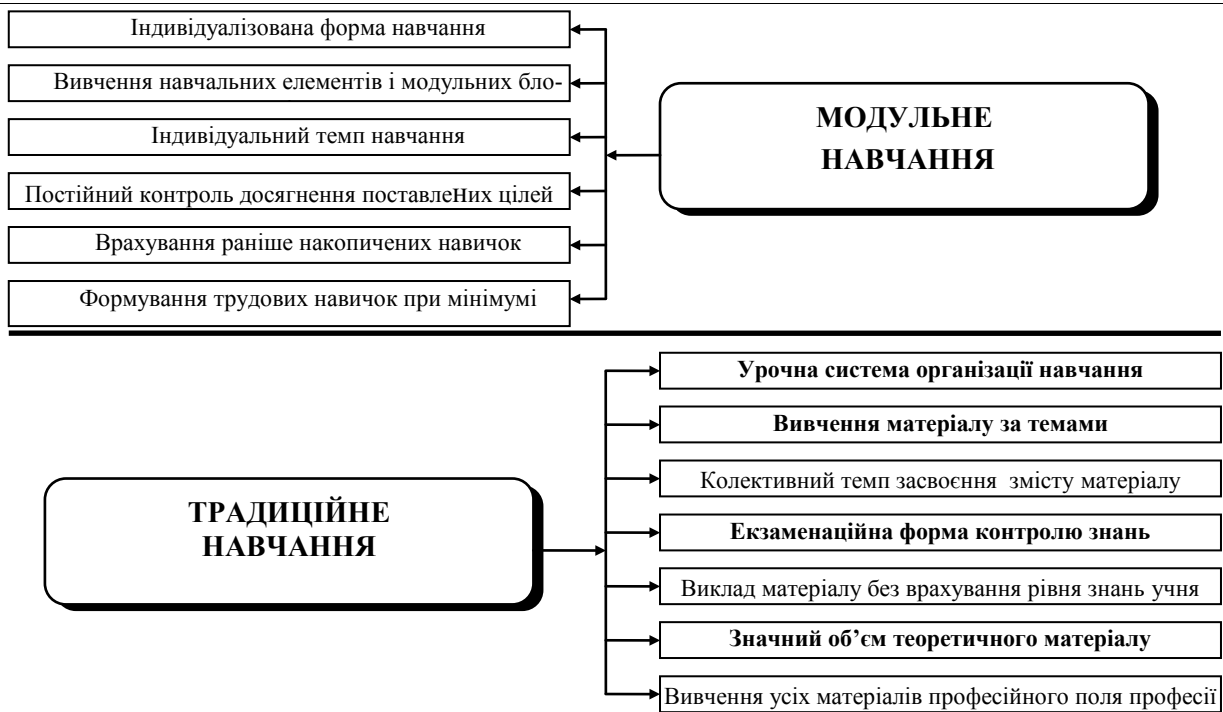 Індивідуалізована форма навчання
Вивчення навчальних елементів і модульних бло-
Індивідуальний темп навчання
Постійний контроль досягнення поставлених цілей
Врахування раніше накопичених навичок
Формування трудових навичок при мінімумі
МОДУЛЬНЕ
НАВЧАННЯ
ТРАДИЦІЙНЕ
НАВЧАННЯ
Урочна система організації навчання
Вивчення матеріалу за темами
Колективний темп засвоєння змісту матеріалу
Екзаменаційна форма контролю знань
Виклад матеріалу без врахування рівня знань учня
Значний об’єм теоретичного матеріалу
Вивчення усіх матеріалів професійного поля професії